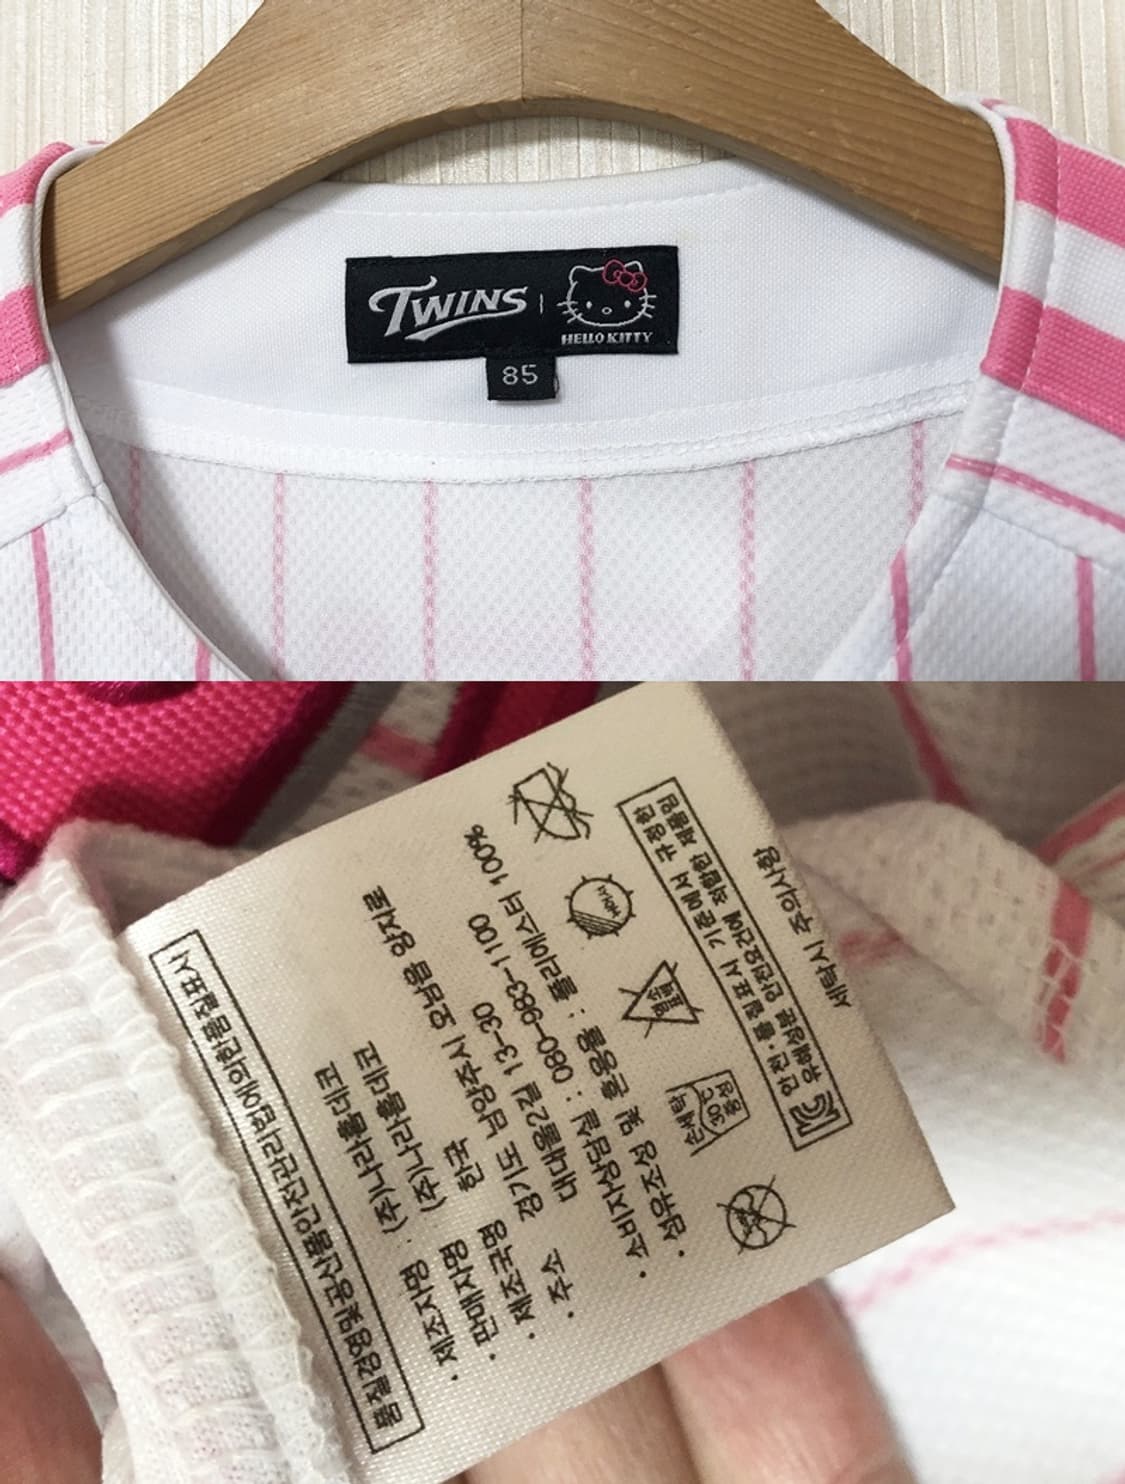 TWINS
HELLO KITTY
85
품질경영및공산품안전관리법에의한품질표시
· 제조자명 : (주)나라홈데코
· 판매자명 : (주)나라홈데코
· 제조국명 한국
· 주소 경기도 남양주시 오남읍 양지로
대대울2길 13-30
· 소비자상담실 : 080-983-1100
· 섬유조성 및 혼용율 : 폴리에스터 100%
손세탁
30℃
중성
안전·품질표시 기준에서 규정한
유해성분 안전요건에 적합한 제품임
세탁시 주의사항